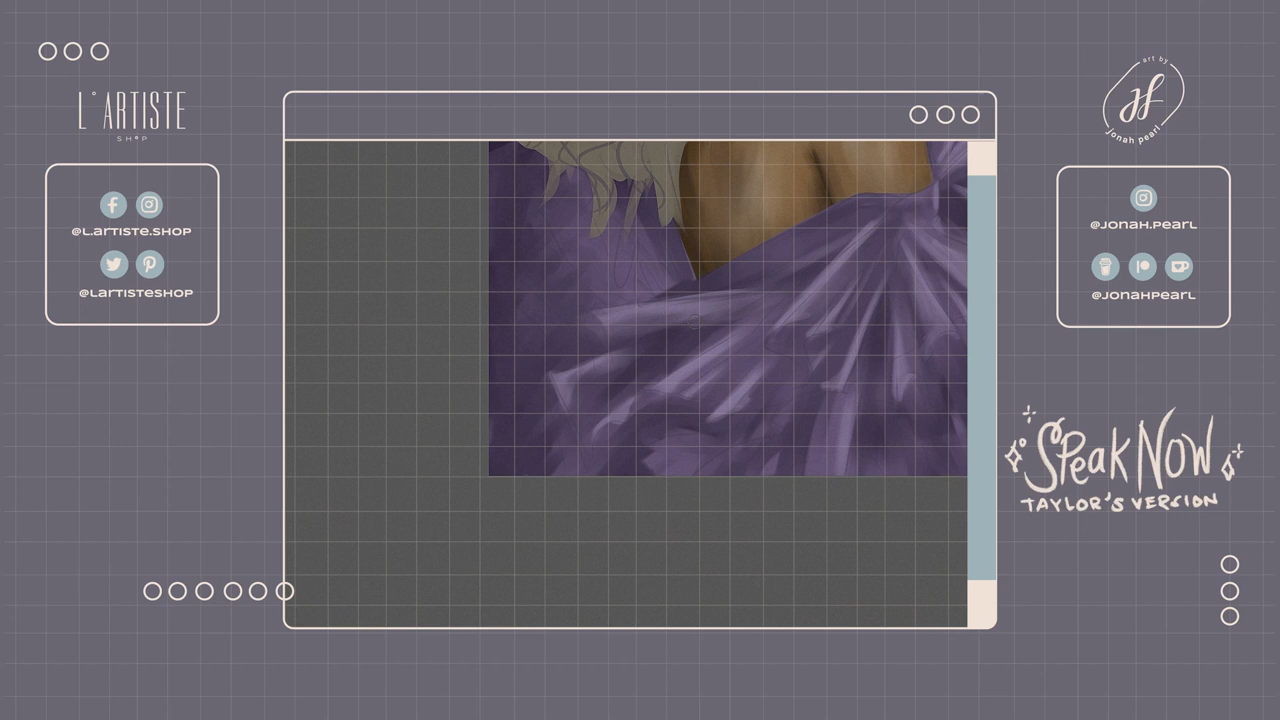 L'ARTISTE
SHOP
@L.ARTISTE.SHOP
@LARTISTESHOP
art by
JP
jonah pearl
@JONAH.PEARL
@JONAHPEARL
SPEAK NOW
TAYLOR'S VERSION